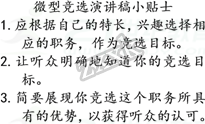 微型竞选演讲稿小贴士
1.应根据自己的特长，兴趣选择相
应的职务，作为竞选目标。
2.让听众明确地知道你的竞选目
标。
3.简要展现你竞选这个职务所具
有的优势，以获得听众的认可。